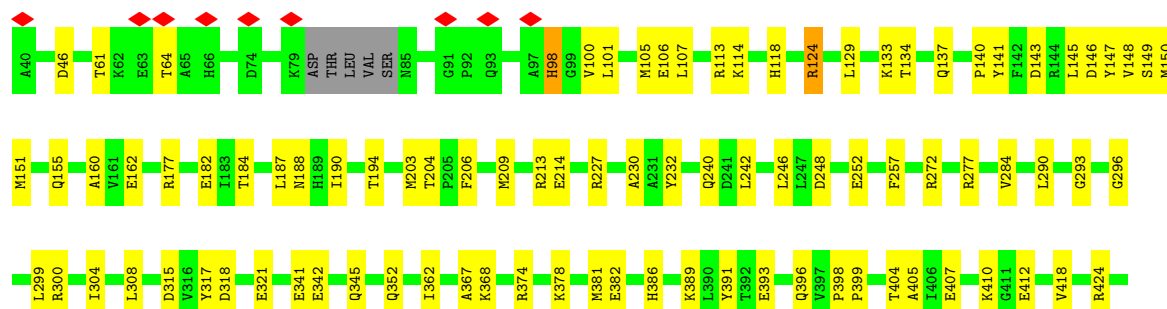 A40 D46 T61 K62 E63 T64 A65 H66 D74 K79 ASP THR LEU VAL SER N85 G91 P92 Q93 A97 H98 G99 V100 L101 M105 E106 L107 R113 K114 H118 R124 L129 K133 T134 Q137 P140 Y141 F142 D143 R144 L145 D146 Y147 V148 S149 M150
M151 Q155 A160 V161 E162 R177 E182 I183 T184 L187 N188 H189 I190 T194 M203 T204 P205 F206 M209 R213 E214 R227 A230 A231 Y232 Q240 D241 L242 L246 L247 D248 E252 F257 R272 R277 V284 L290 G293 G296
L299 R300 I304 L308 D315 V316 Y317 D318 E321 E341 E342 Q345 Q352 I362 A367 K368 R374 K378 M381 E382 H386 K389 L390 Y391 T392 E393 Q396 V397 P398 P399 T404 A405 I406 E407 K410 G411 E412 V418 R424